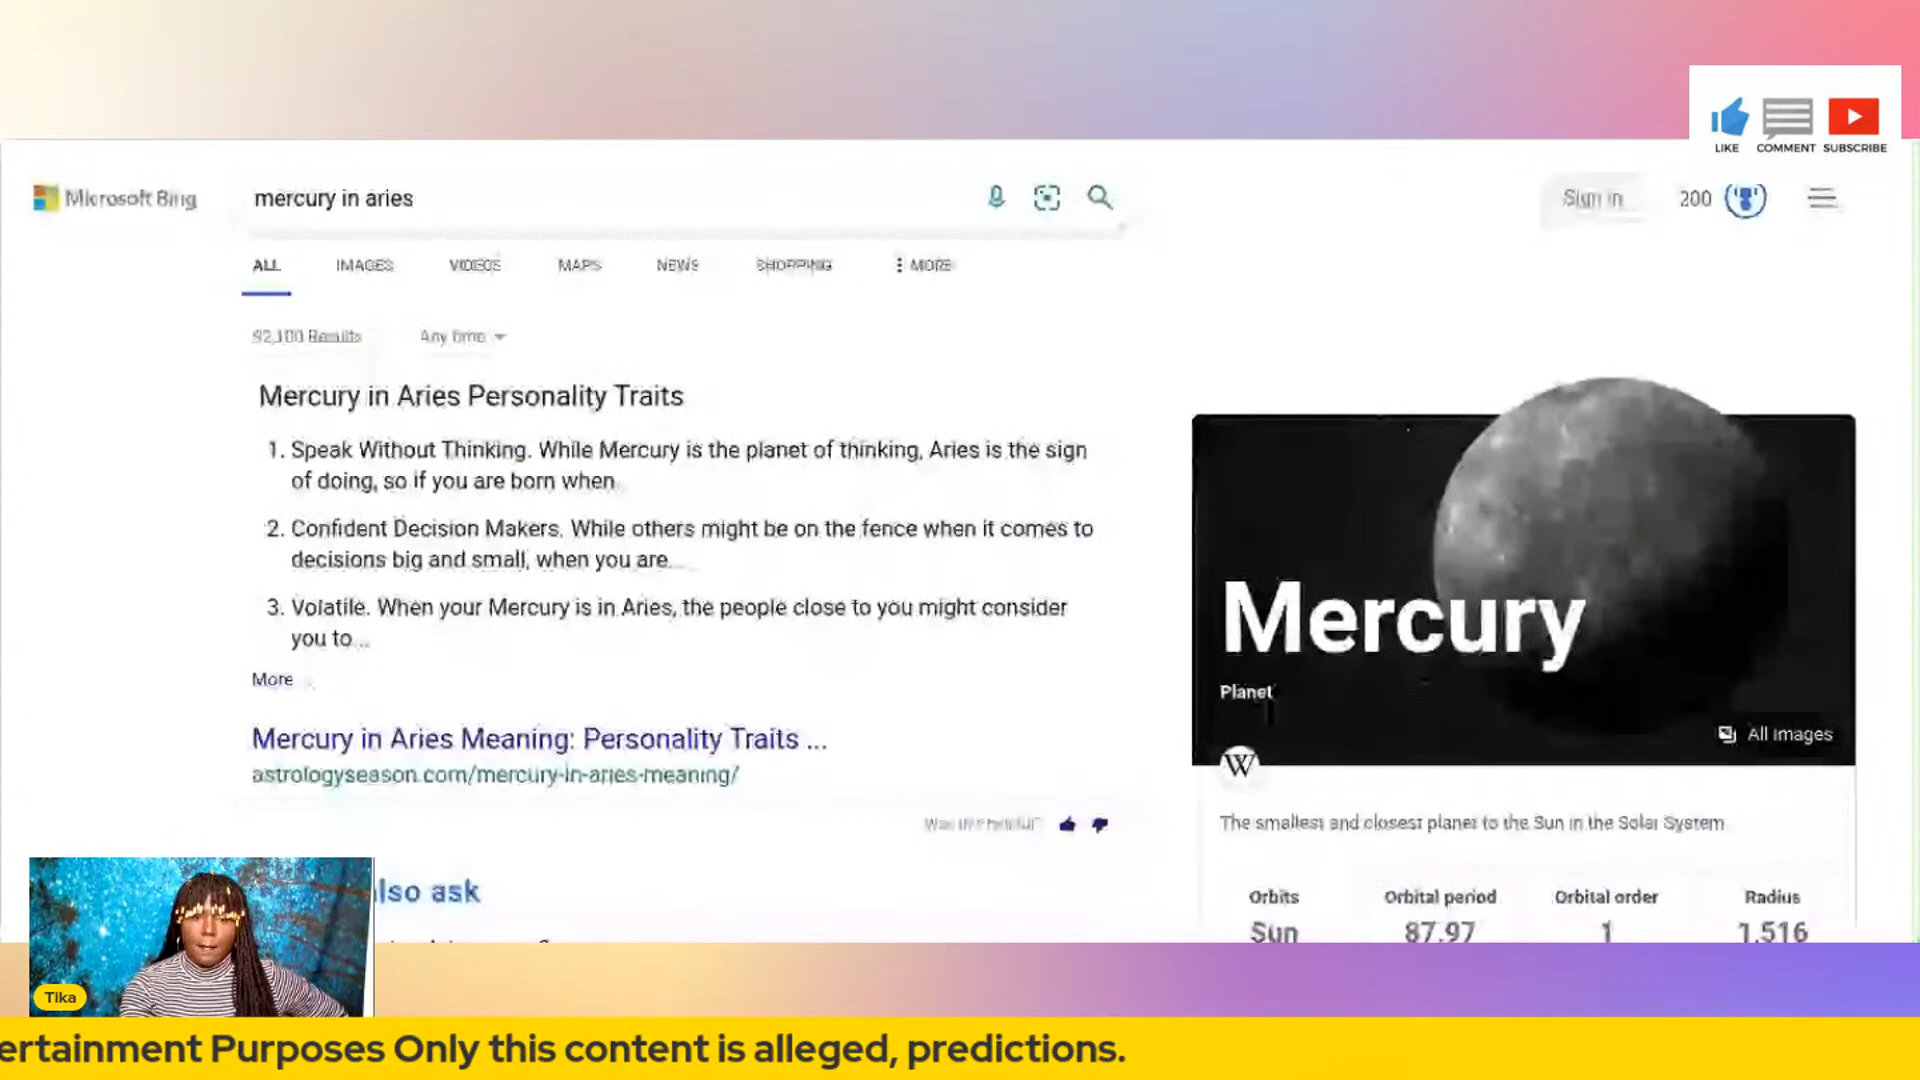 LIKE COMMENT SUBSCRIBE
Microsoft Bing
mercury in aries
Sign in
200
ALL IMAGES VIDEOS MAPS NEWS SHOPPING MORE
92,100 Results Any time
Mercury in Aries Personality Traits
1. Speak Without Thinking. While Mercury is the planet of thinking, Aries is the sign
of doing, so if you are born when
2. Confident Decision Makers. While others might be on the fence when it comes to
decisions big and small, when you are...
3. Volatile. When your Mercury is in Aries, the people close to you might consider
you to ...
More
Mercury in Aries Meaning: Personality Traits ...
astrologyseason.com/mercury-in-aries-meaning/
Was this helpful?
lso ask
Mercury
Planet
All images
W
The smallest and closest planet to the Sun in the Solar System
Orbits Orbital period Orbital order Radius
Sun 87.97 1 1,516
Tika
ertainment Purposes Only this content is alleged, predictions.